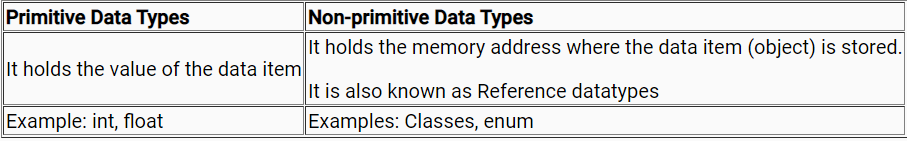 Primitive Data Types
Non-primitive Data Types
It holds the value of the data item
It holds the memory address where the data item (object) is stored.
It is also known as Reference datatypes
Example: int, float
Examples: Classes, enum